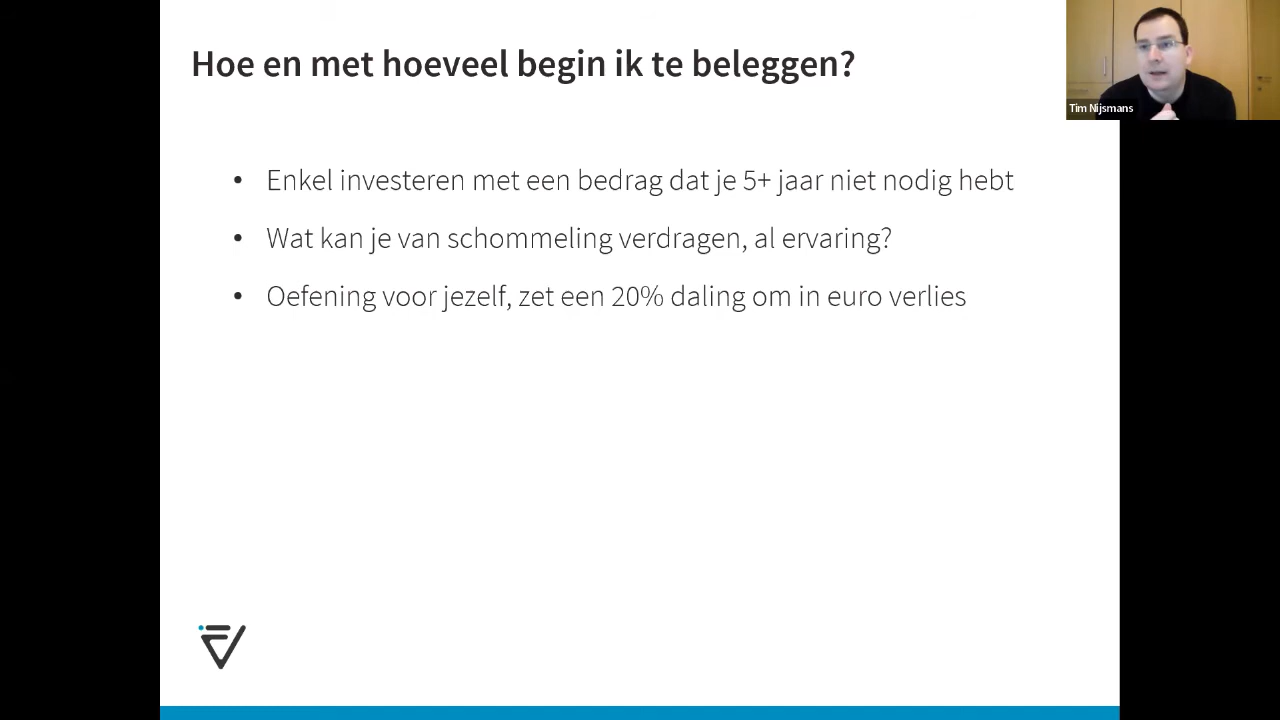 Hoe en met hoeveel begin ik te beleggen?
Tim Nijsmans
• Enkel investeren met een bedrag dat je 5+ jaar niet nodig hebt
• Wat kan je van schommeling verdragen, al ervaring?
• Oefening voor jezelf, zet een 20% daling om in euro verlies